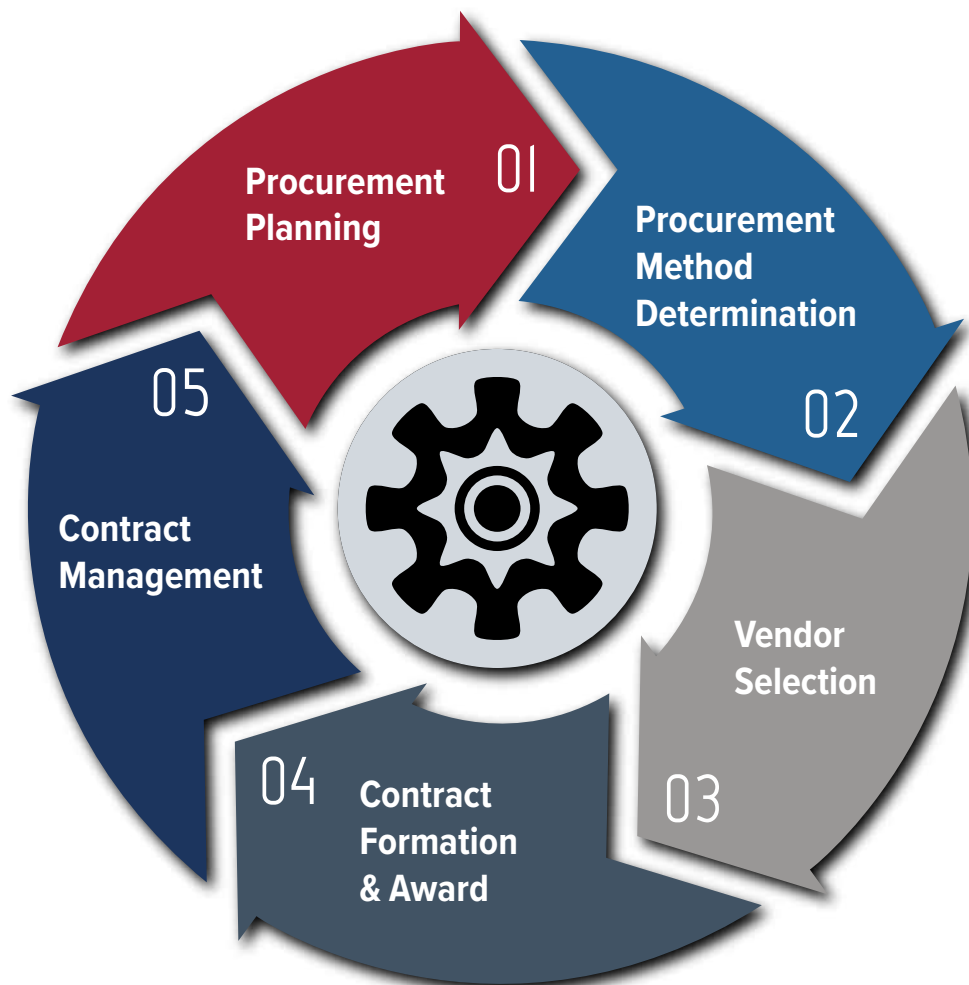 01
Procurement
Planning
Procurement
Method
Determination
02
Vendor
Selection
03
04
Contract
Formation
& Award
05
Contract
Management